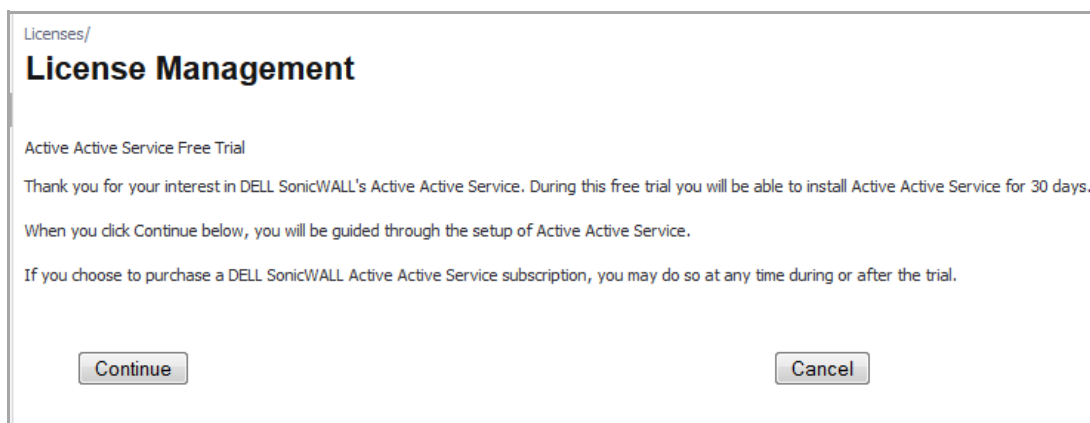 Licenses/
License Management
Active Active Service Free Trial
Thank you for your interest in DELL SonicWALL's Active Active Service. During this free trial you will be able to install Active Active Service for 30 days.
When you click Continue below, you will be guided through the setup of Active Active Service.
If you choose to purchase a DELL SonicWALL Active Active Service subscription, you may do so at any time during or after the trial.
Continue
Cancel